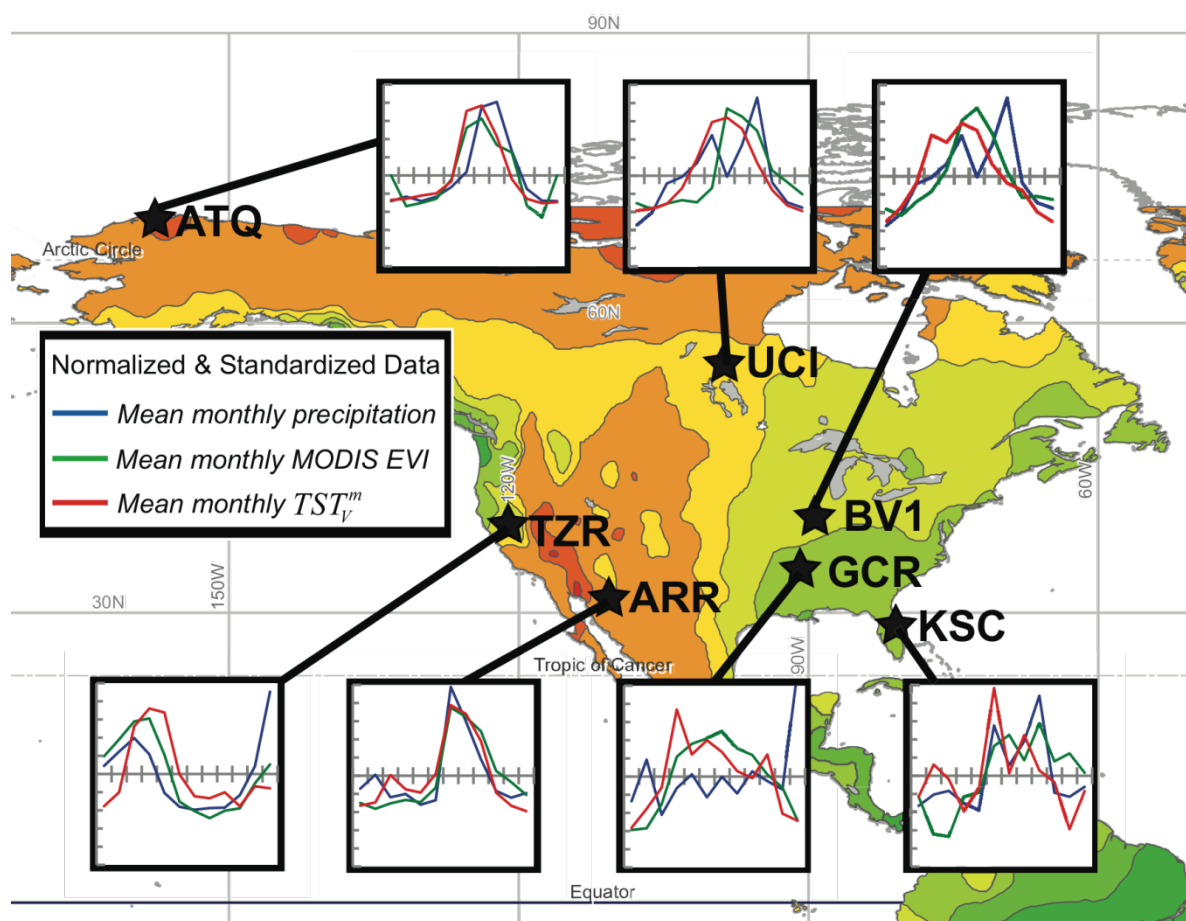 90N
ATQ
Arctic Circle
60N
UCI
Normalized & Standardized Data
Mean monthly precipitation
Mean monthly MODIS EVI
Mean monthly TST_V^m
120W
60W
BV1
TZR
GCR
150W
ARR
30N
KSC
90W
Tropic of Cancer
Equator